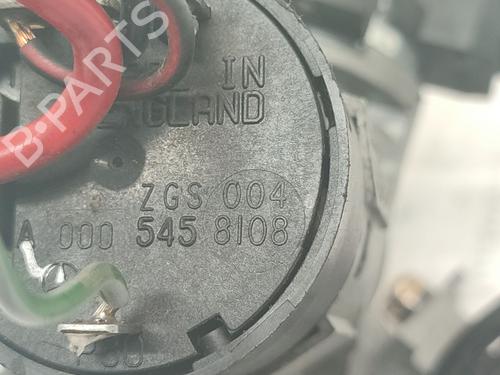 IN
ENGLAND
B-PARTS
ZGS 004
A 000 545 8108